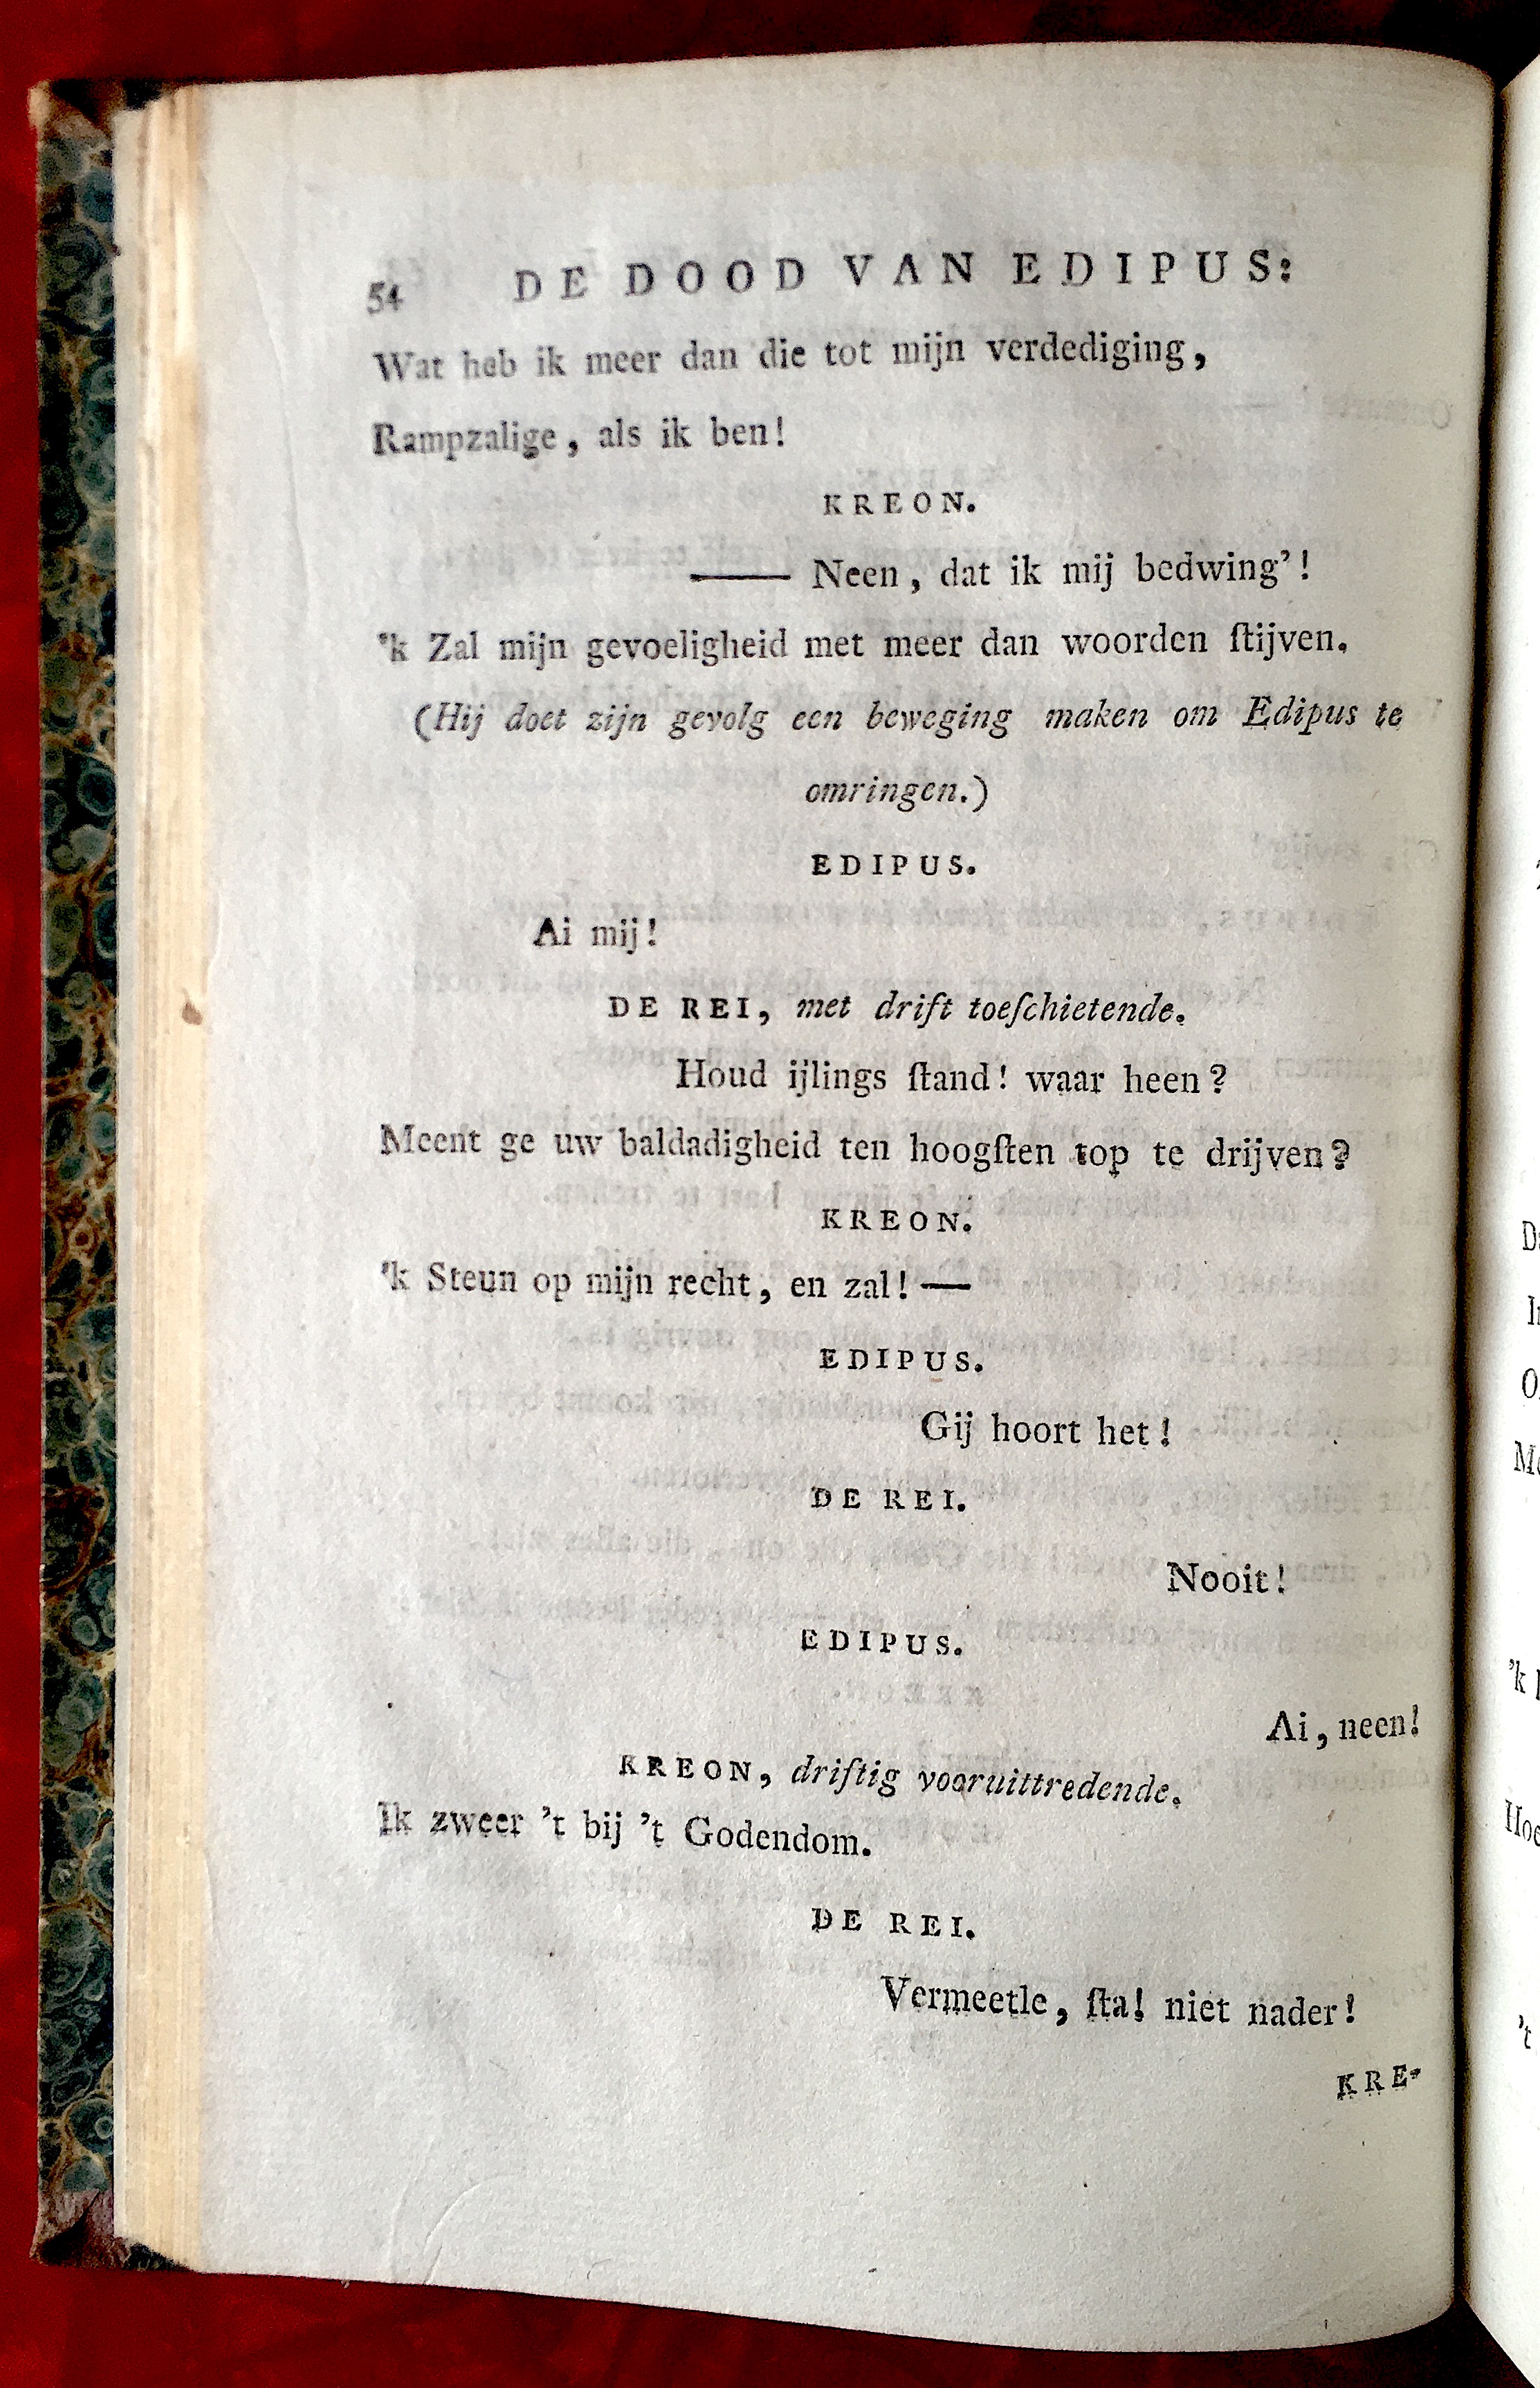 54 DE DOOD VAN EDIPUS:
Wat heb ik meer dan die tot mijn verdediging,
Rampzalige, als ik ben!
KREON.
—— Neen, dat ik mij bedwing’!
’k Zal mijn gevoeligheid met meer dan woorden ſtijven.
(Hij doet zijn gevolg een beweging maken om Edipus te
omringen.)
EDIPUS.
Ai mij!
DE REI, met drift toeſchietende.
Houd ijlings ſtand! waar heen?
Meent ge uw baldadigheid ten hoogſten top te drijven?
KREON.
’k Steun op mijn recht, en zal! —
EDIPUS.
Gij hoort het!
DE REI.
Nooit!
EDIPUS.
Ai, neen!
KREON, driftig vooruittredende.
Ik zweer ’t bij ’t Godendom.
DE REI.
Vermeetle, ſta! niet nader!
KRE-
’k
’t